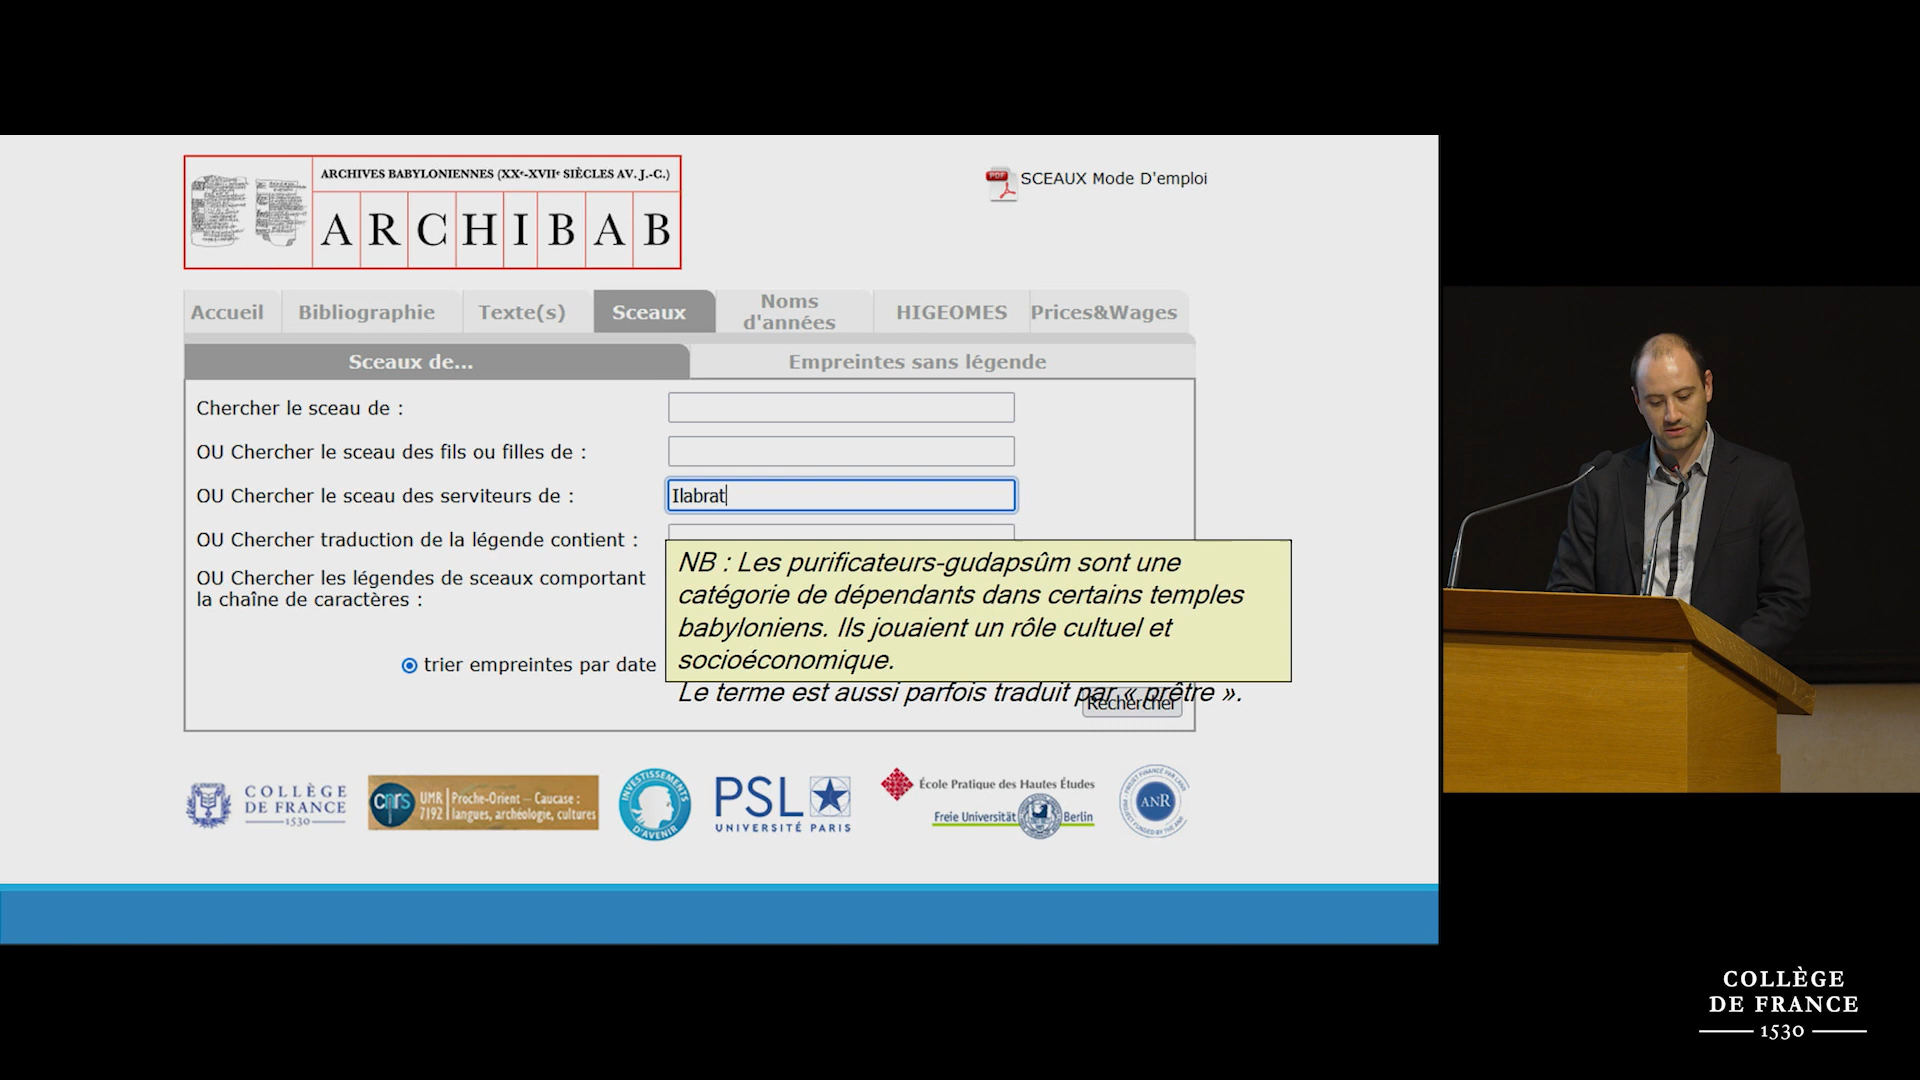 ARCHIVES BABYLONIENNES (XXe-XVIIe SIÈCLES AV. J.-C.)
ARCHIBAB
PDF
SCEAUX Mode D'emploi
Accueil
Bibliographie
Texte(s)
Sceaux
Noms
d'années
HIGEOMES
Prices&Wages
Sceaux de...
Empreintes sans légende
Chercher le sceau de :
OU Chercher le sceau des fils ou filles de :
OU Chercher le sceau des serviteurs de :
Ilabrat
OU Chercher traduction de la légende contient :
OU Chercher les légendes de sceaux comportant
la chaîne de caractères :
NB : Les purificateurs-gudapsûm sont une
catégorie de dépendants dans certains temples
babyloniens. Ils jouaient un rôle cultuel et
socioéconomique.
Le terme est aussi parfois traduit par « prêtre ».
trier empreintes par date
Rechercher
COLLÈGE
DE FRANCE
1530
cnrs
UMR
7192
Proche-Orient – Caucase :
langues, archéologie, cultures
INVESTISSEMENTS
D'AVENIR
PSL
UNIVERSITÉ PARIS
École Pratique des Hautes Études
Freie Universität Berlin
ANR
COLLÈGE
DE FRANCE
1530